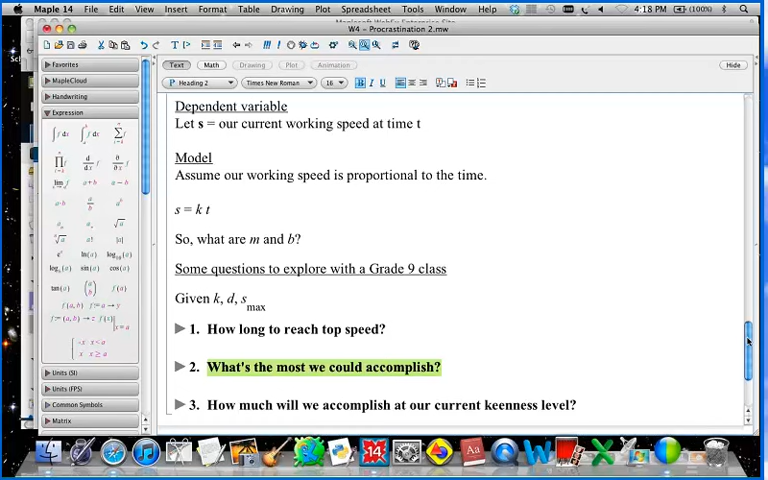 Maple 14 File Edit View Insert Format Table Drawing Plot Spreadsheet Tools Window 4:18 PM (100%)
W4 - Procrastination 2.mw
Text Math Drawing Plot Animation Hide
P Heading 2 Times New Roman 16 B I U
Favorites
MapleCloud
Handwriting
Expression
Units (SI)
Units (FPS)
Common Symbols
Matrix
Dependent variable
Let s = our current working speed at time t
Model
Assume our working speed is proportional to the time.
s = k t
So, what are m and b?
Some questions to explore with a Grade 9 class
Given k, d, s max
1. How long to reach top speed?
2. What's the most we could accomplish?
3. How much will we accomplish at our current keenness level?
14
Aa